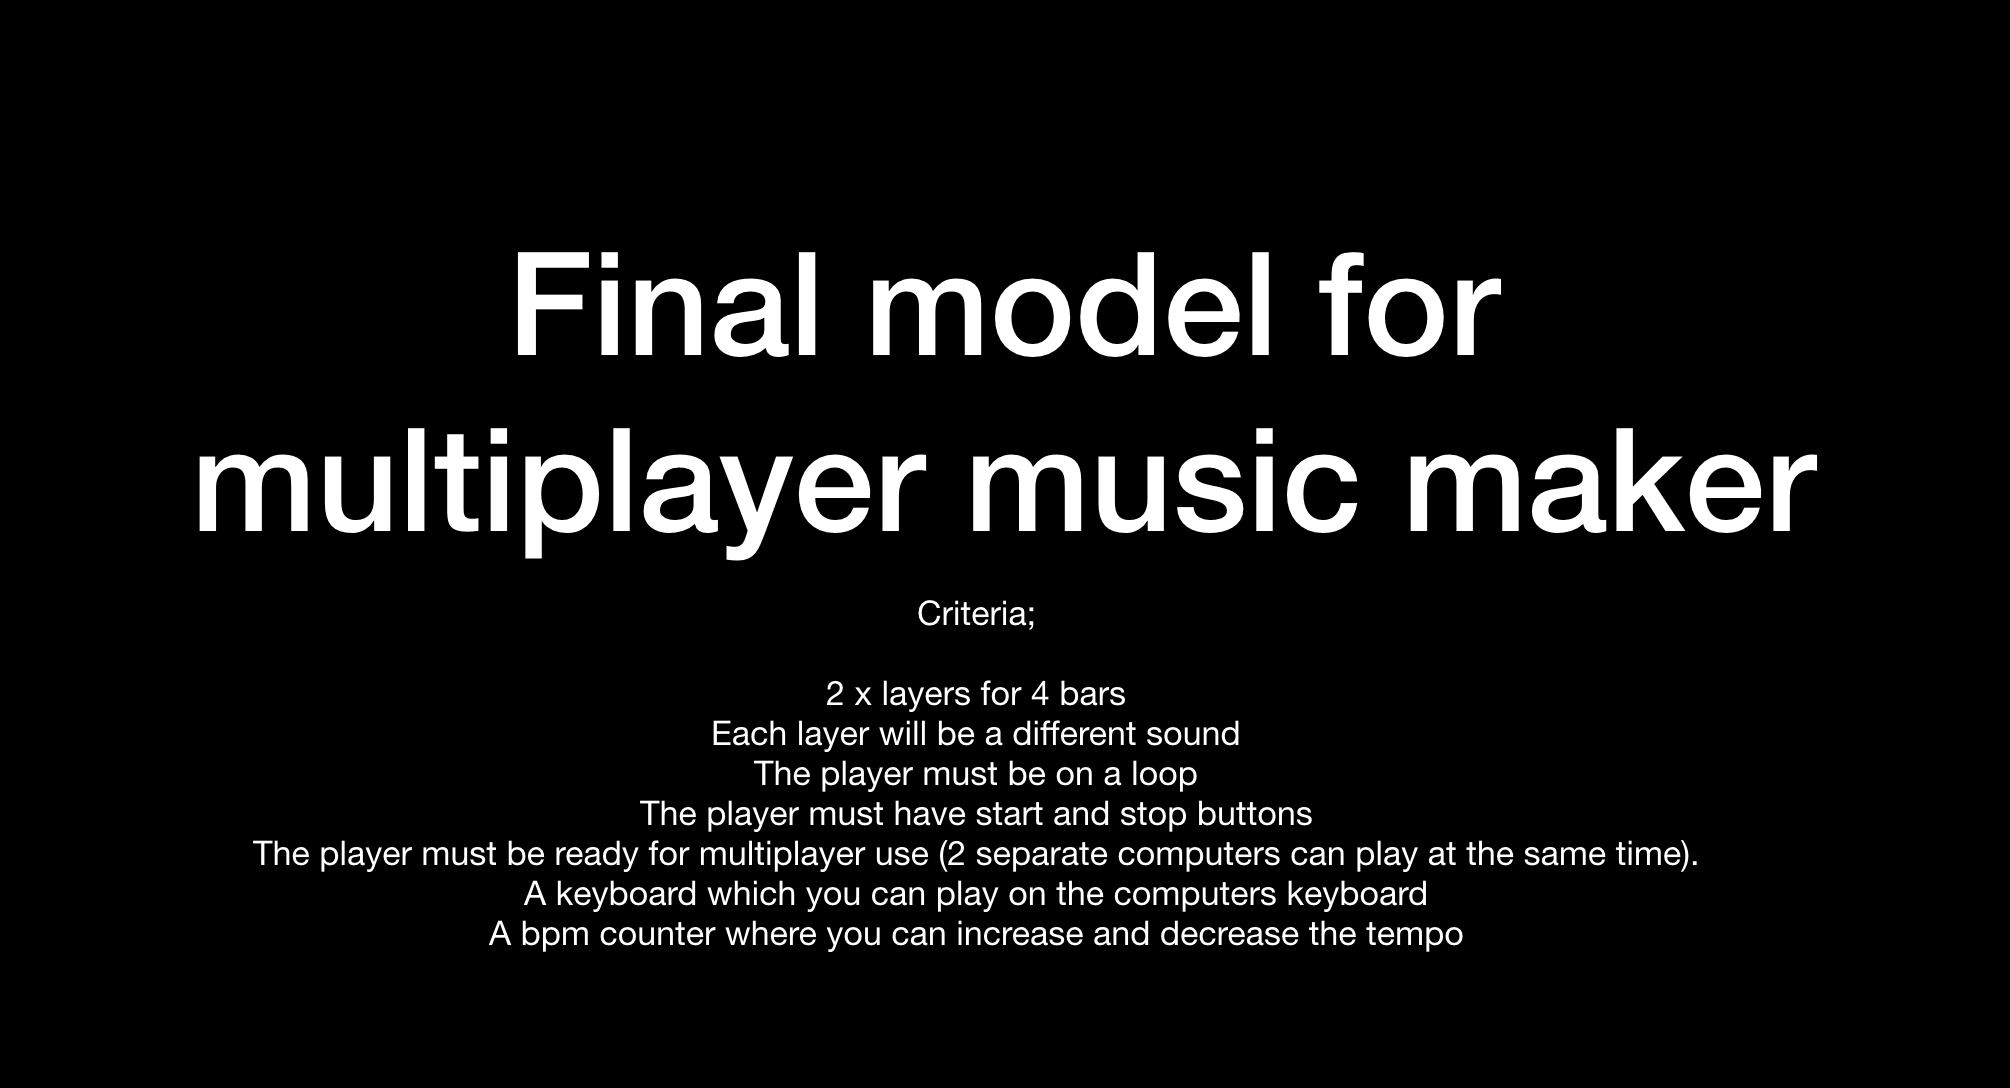 Final model for
multiplayer music maker
Criteria;
2 x layers for 4 bars
Each layer will be a different sound
The player must be on a loop
The player must have start and stop buttons
The player must be ready for multiplayer use (2 separate computers can play at the same time).
A keyboard which you can play on the computers keyboard
A bpm counter where you can increase and decrease the tempo